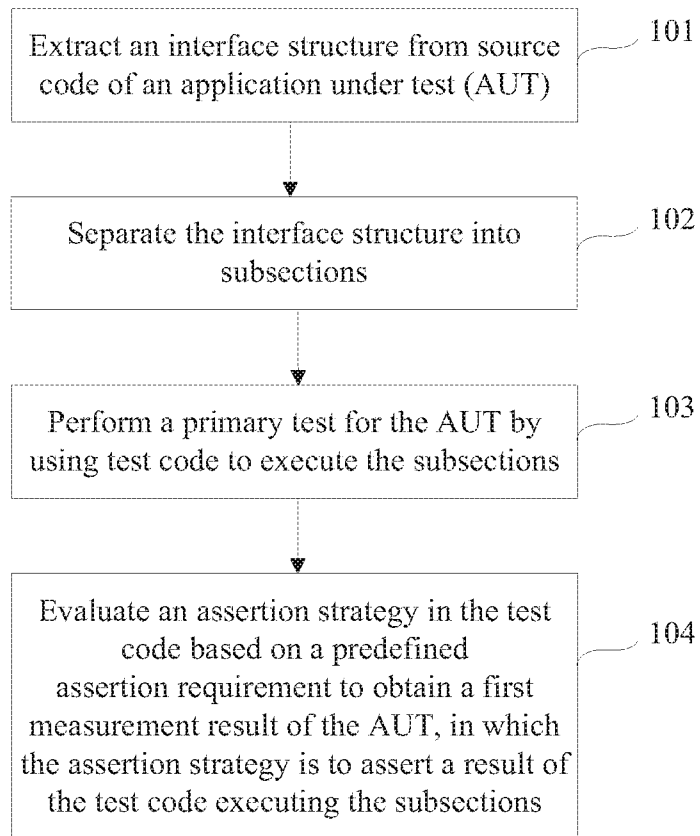 Extract an interface structure from source
code of an application under test (AUT)
101
Separate the interface structure into
subsections
102
Perform a primary test for the AUT by
using test code to execute the subsections
103
Evaluate an assertion strategy in the test
code based on a predefined
assertion requirement to obtain a first
measurement result of the AUT, in which
the assertion strategy is to assert a result of
the test code executing the subsections
104